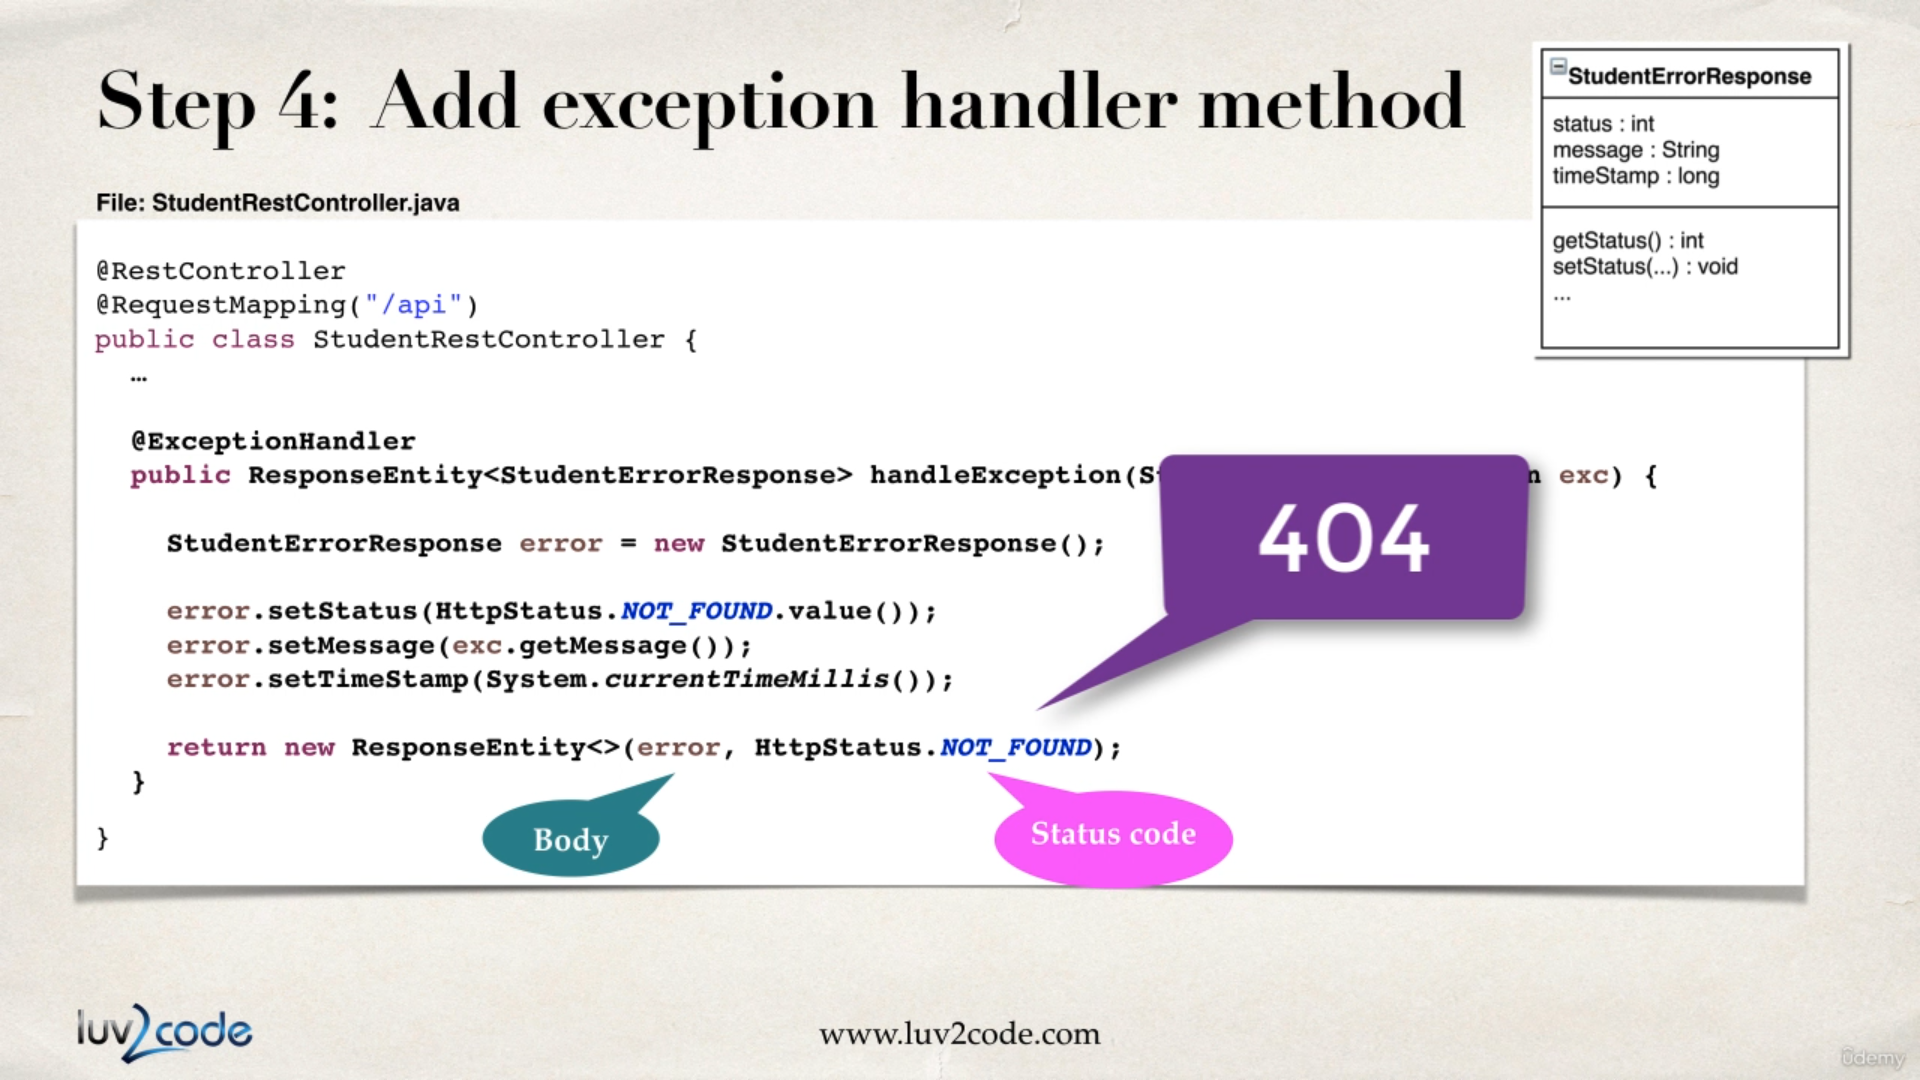 Step 4: Add exception handler method
StudentErrorResponse
status : int
message : String
timeStamp : long
getStatus() : int
setStatus(...) : void
...
File: StudentRestController.java
@RestController
@RequestMapping("/api")
public class StudentRestController {
…
@ExceptionHandler
public ResponseEntity<StudentErrorResponse> handleException(St n exc) {
404
StudentErrorResponse error = new StudentErrorResponse();
error.setStatus(HttpStatus.NOT_FOUND.value());
error.setMessage(exc.getMessage());
error.setTimeStamp(System.currentTimeMillis());
return new ResponseEntity<>(error, HttpStatus.NOT_FOUND);
}
Body
Status code
}
luv2code
www.luv2code.com
udemy